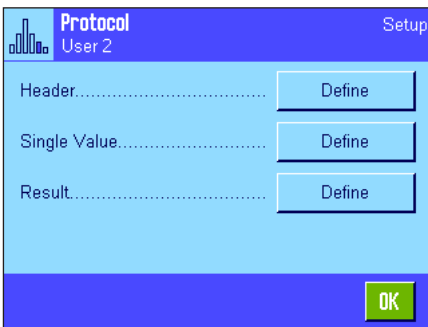 Protocol
Setup
User 2
Header.................................. Define
Single Value.......................... Define
Result................................... Define
OK